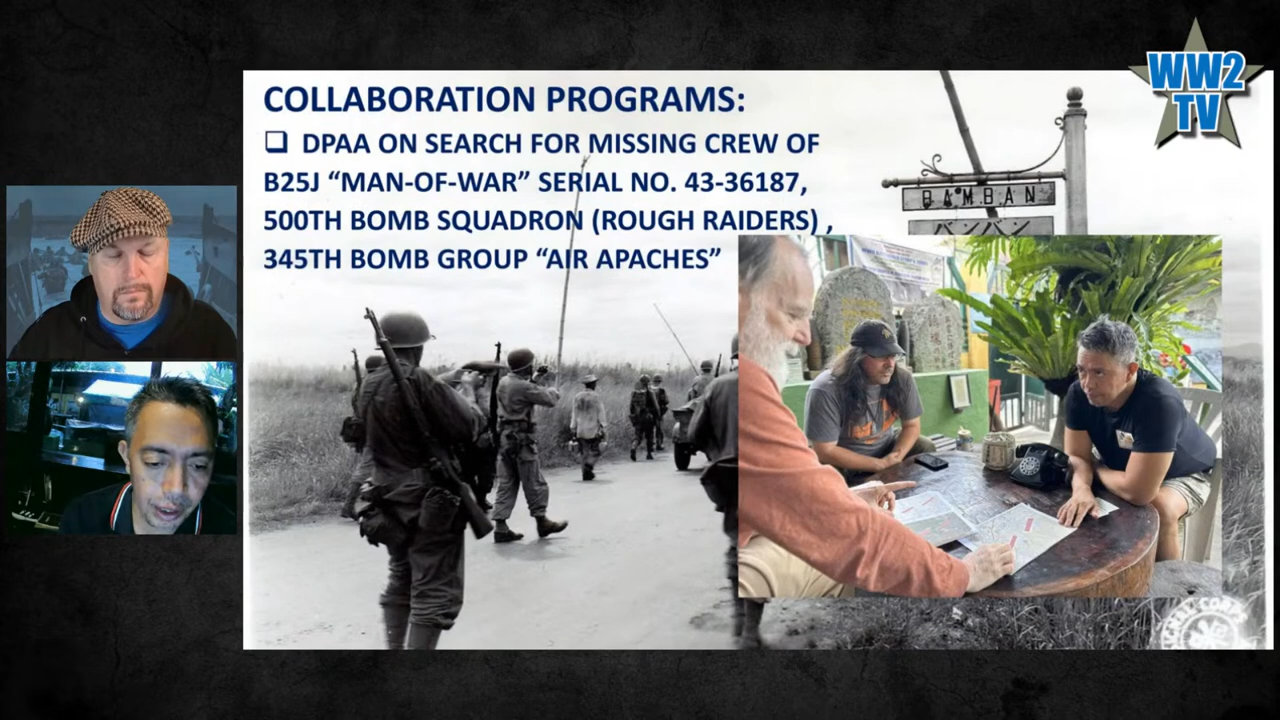 COLLABORATION PROGRAMS:
❑ DPAA ON SEARCH FOR MISSING CREW OF
B25J “MAN-OF-WAR” SERIAL NO. 43-36187,
500TH BOMB SQUADRON (ROUGH RAIDERS) ,
345TH BOMB GROUP “AIR APACHES”
WW2
TV
BAMBAN
バンバン